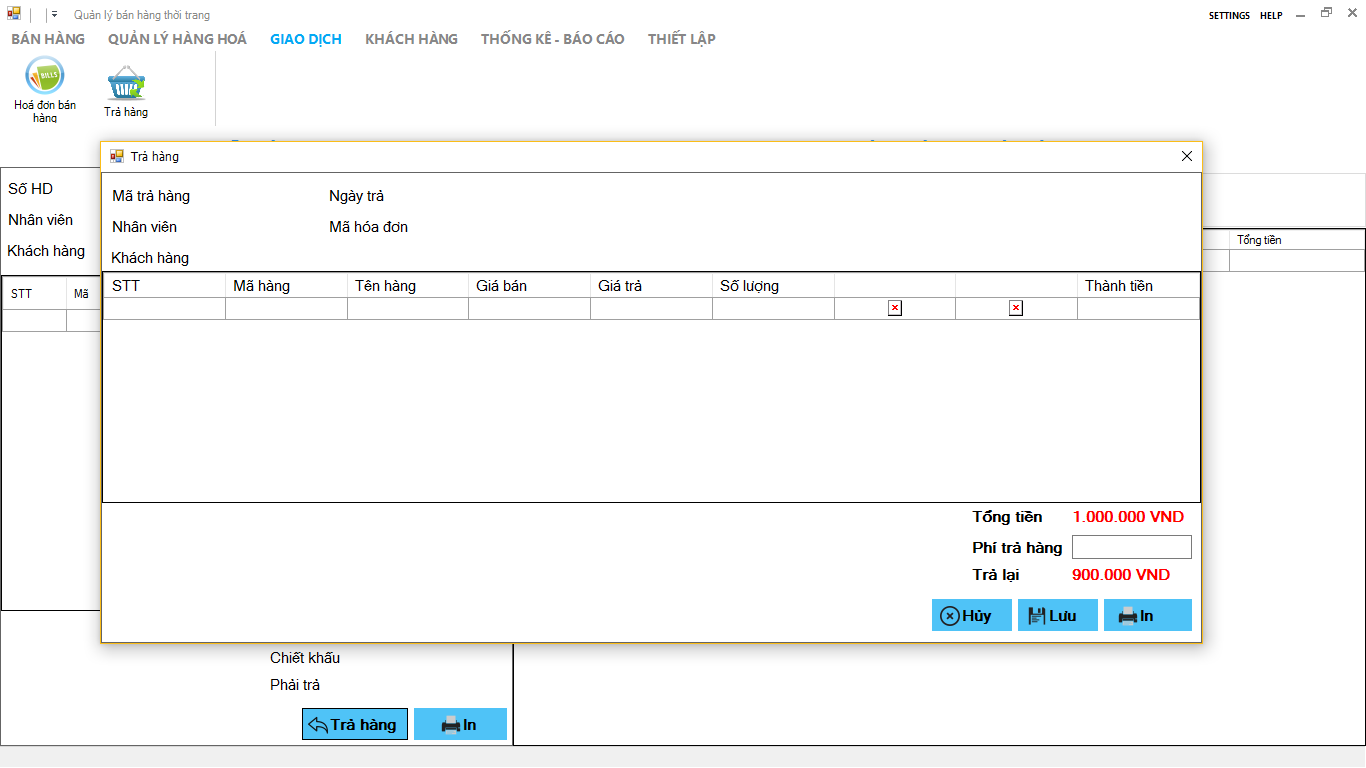 Quản lý bán hàng thời trang
SETTINGS HELP
BÁN HÀNG QUẢN LÝ HÀNG HOÁ GIAO DỊCH KHÁCH HÀNG THỐNG KÊ - BÁO CÁO THIẾT LẬP
BILLS
Hoá đơn bán
hàng
Trả hàng
Trả hàng
Số HD
Nhân viên
Khách hàng
STT Mã
Mã trả hàng Ngày trả
Nhân viên Mã hóa đơn
Khách hàng
STT Mã hàng Tên hàng Giá bán Giá trả Số lượng Thành tiền
Tổng tiền
Tổng tiền 1.000.000 VND
Phí trả hàng
Trả lại 900.000 VND
Hủy Lưu In
Chiết khấu
Phải trả
Trả hàng In